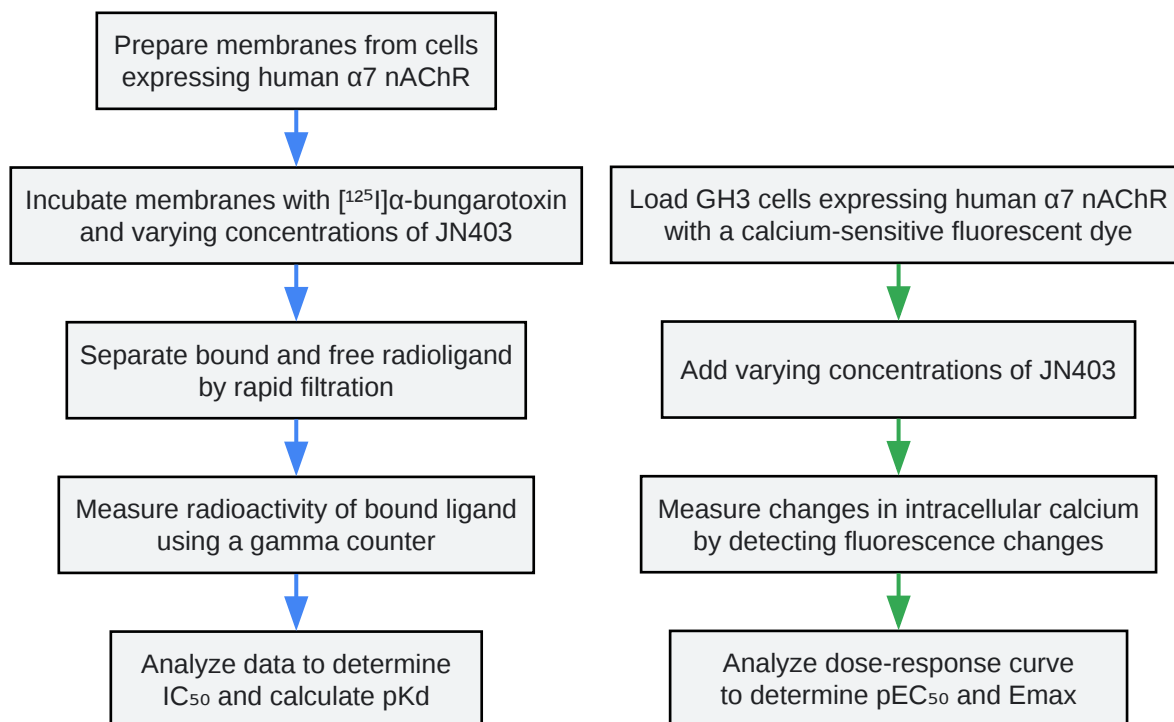 Prepare membranes from cells
expressing human α7 nAChR
Incubate membranes with [¹²⁵I]α-bungarotoxin
and varying concentrations of JN403
Separate bound and free radioligand
by rapid filtration
Measure radioactivity of bound ligand
using a gamma counter
Analyze data to determine
IC₅₀ and calculate pKd
Load GH3 cells expressing human α7 nAChR
with a calcium-sensitive fluorescent dye
Add varying concentrations of JN403
Measure changes in intracellular calcium
by detecting fluorescence changes
Analyze dose-response curve
to determine pEC₅₀ and Emax